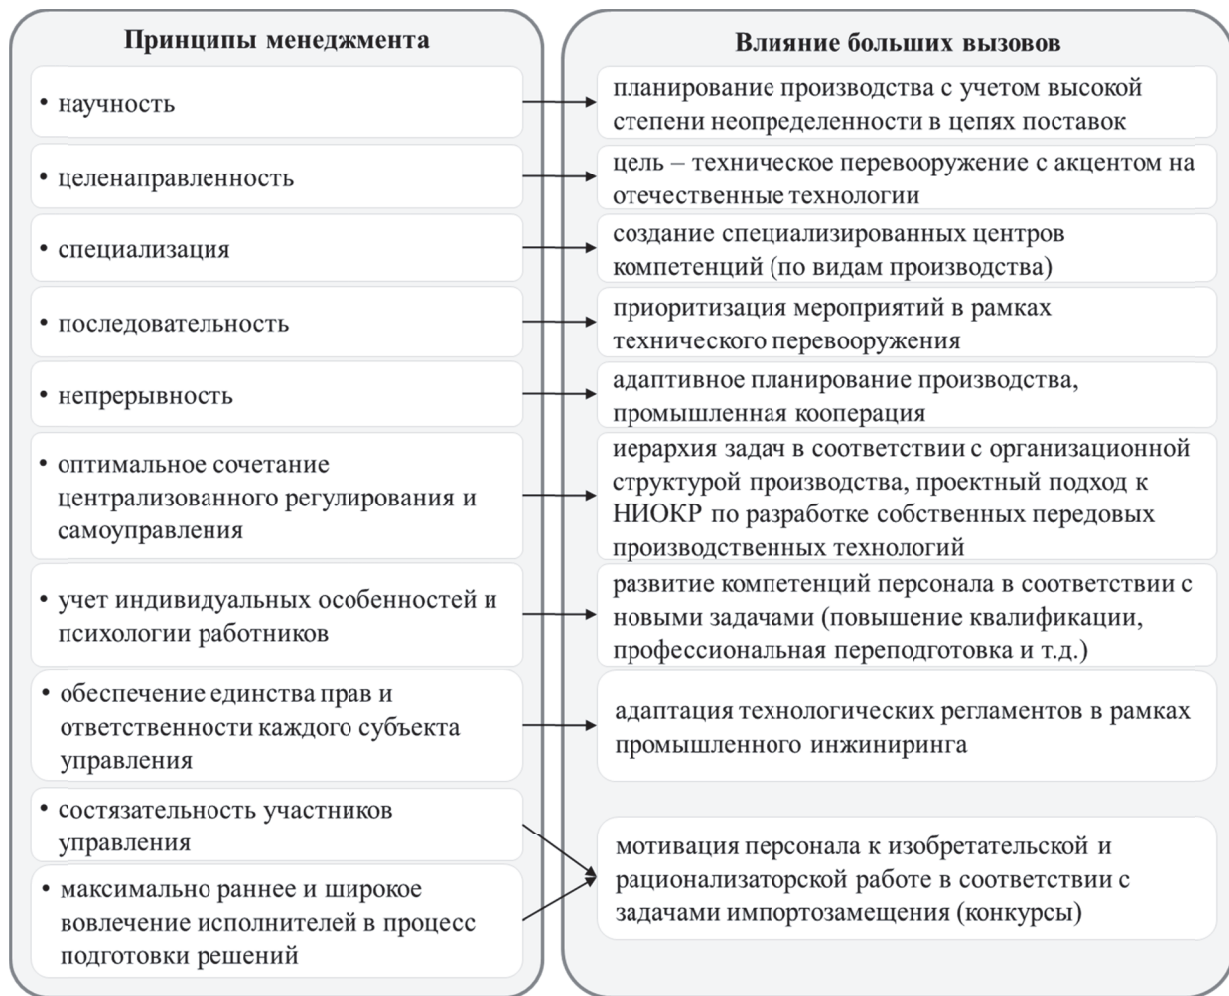 Принципы менеджмента
• научность
• целенаправленность
• специализация
• последовательность
• непрерывность
• оптимальное сочетание
централизованного регулирования и
самоуправления
• учет индивидуальных особенностей и
психологии работников
• обеспечение единства прав и
ответственности каждого субъекта
управления
• состязательность участников
управления
• максимально раннее и широкое
вовлечение исполнителей в процесс
подготовки решений
Влияние больших вызовов
планирование производства с учетом высокой
степени неопределенности в цепях поставок
цель – техническое перевооружение с акцентом на
отечественные технологии
создание специализированных центров
компетенций (по видам производства)
приоритизация мероприятий в рамках
технического перевооружения
адаптивное планирование производства,
промышленная кооперация
иерархия задач в соответствии с организационной
структурой производства, проектный подход к
НИОКР по разработке собственных передовых
производственных технологий
развитие компетенций персонала в соответствии с
новыми задачами (повышение квалификации,
профессиональная переподготовка и т.д.)
адаптация технологических регламентов в рамках
промышленного инжиниринга
мотивация персонала к изобретательской и
рационализаторской работе в соответствии с
задачами импортозамещения (конкурсы)